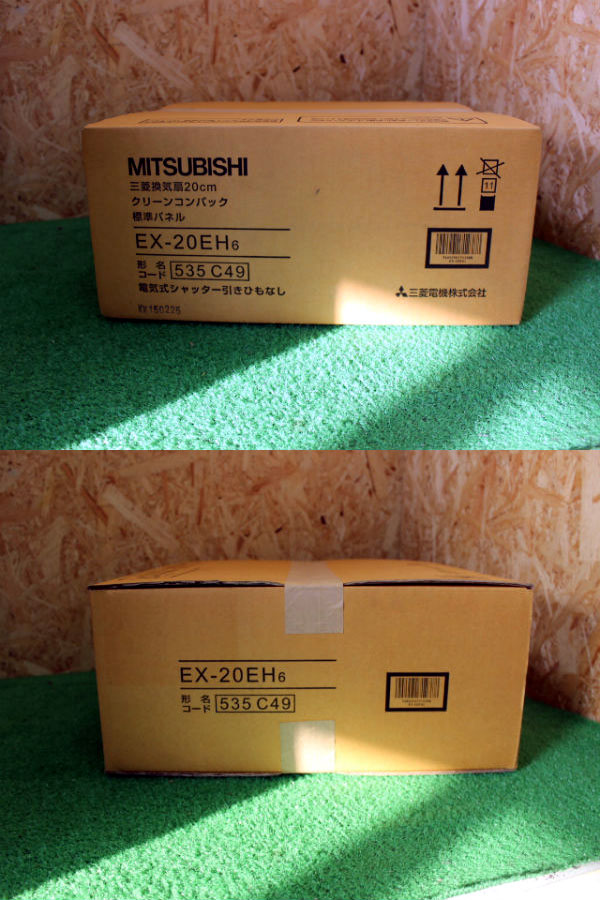 MITSUBISHI
三菱換気扇20cm
クリーンコンパック
標準パネル
EX-20EH6
形名コード 535 C49
電気式シャッター引きひもなし
KK150225
11
三菱電機株式会社
EX-20EH6
形名コード 535 C49